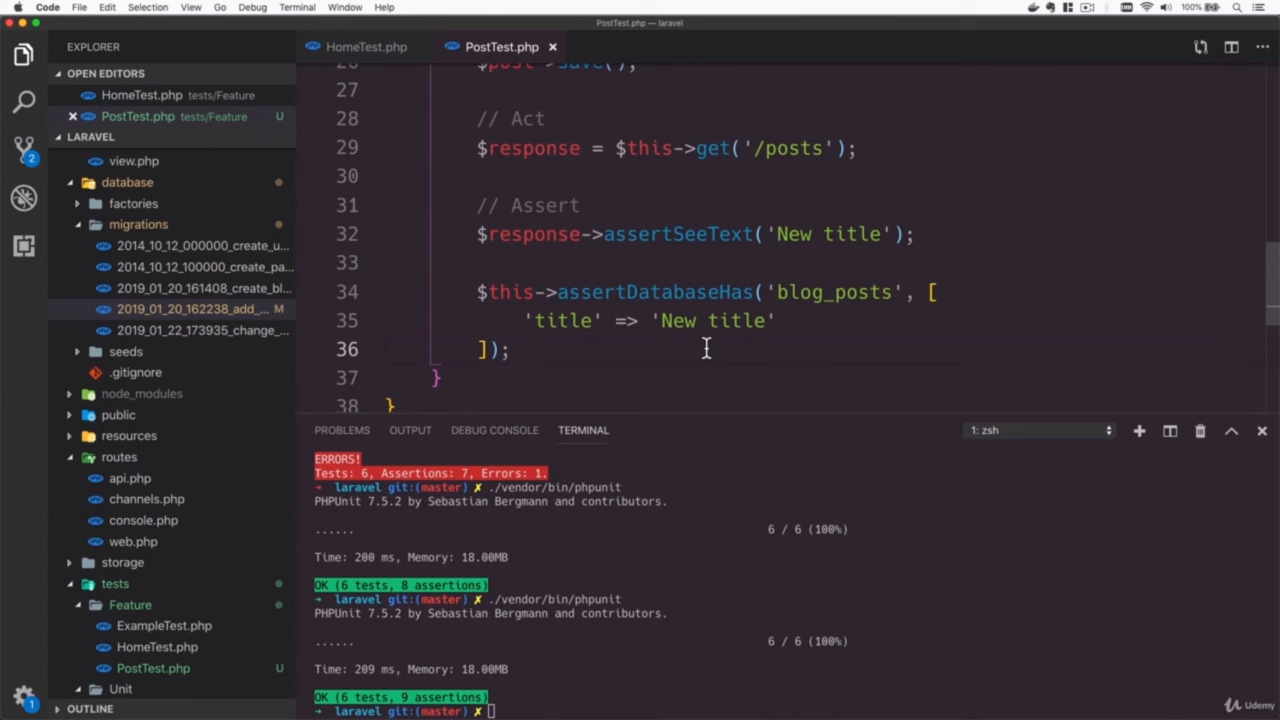 Code File Edit Selection View Go Debug Terminal Window Help 100%
PostTest.php — laravel
EXPLORER
OPEN EDITORS
HomeTest.php tests/Feature
PostTest.php tests/Feature U
LARAVEL
view.php
database
factories
migrations
2014_10_12_000000_create_u...
2014_10_12_100000_create_pa...
2019_01_20_161408_create_bl...
2019_01_20_162238_add_... M
2019_01_22_173935_change_...
seeds
.gitignore
node_modules
public
resources
routes
api.php
channels.php
console.php
web.php
storage
tests
Feature
ExampleTest.php
HomeTest.php
PostTest.php U
Unit
OUTLINE
2
1
HomeTest.php PostTest.php
26 $post->save();
27
28 // Act
29 $response = $this->get('/posts');
30
31 // Assert
32 $response->assertSeeText('New title');
33
34 $this->assertDatabaseHas('blog_posts', [
35 'title' => 'New title'
36 ]);
37 }
38 }
PROBLEMS OUTPUT DEBUG CONSOLE TERMINAL 1: zsh
ERRORS!
Tests: 6, Assertions: 7, Errors: 1.
→ laravel git:(master) ✗ ./vendor/bin/phpunit
PHPUnit 7.5.2 by Sebastian Bergmann and contributors.
...... 6 / 6 (100%)
Time: 200 ms, Memory: 18.00MB
OK (6 tests, 8 assertions)
→ laravel git:(master) ✗ ./vendor/bin/phpunit
PHPUnit 7.5.2 by Sebastian Bergmann and contributors.
...... 6 / 6 (100%)
Time: 209 ms, Memory: 18.00MB
OK (6 tests, 9 assertions)
→ laravel git:(master) ✗
Udemy